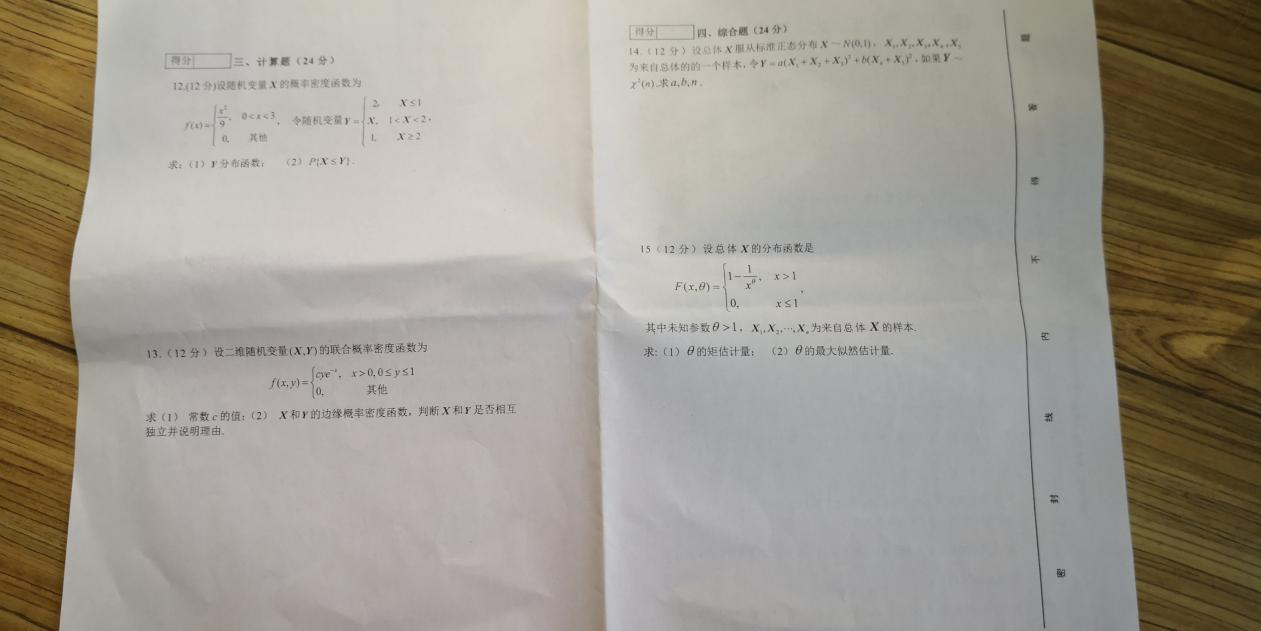 得分
三、计算题(24分)
12.(12分)设随机变量X的概率密度函数为
f(x)={x²/9, 0<x<3, 0, 其他, 令随机变量Y={2, X≤1 X, 1<X<2, 1, X≥2
求:(1)Y分布函数; (2)P{X≤Y}.
13.(12分)设二维随机变量(X,Y)的联合概率密度函数为
f(x,y)={cye⁻ˣ, x>0,0≤y≤1 0, 其他
求(1) 常数c的值;(2) X和Y的边缘概率密度函数,判断X和Y是否相互
独立并说明理由.
得分
四、综合题(24分)
14.(12分)设总体X服从标准正态分布X~N(0,1), X₁,X₂,X₃,X₄,X₅
为来自总体的的一个样本,令Y=a(X₁+X₂+X₃)²+b(X₄+X₅)²,如果Y~
χ²(n).求a,b,n.
15(12分)设总体X的分布函数是
F(x,θ)={1-1/x^θ, x>1 0, x≤1,
其中未知参数θ>1, X₁,X₂,⋯,Xₙ为来自总体X的样本.
求:(1)θ的矩估计量; (2)θ的最大似然估计量.
题
答
得
不
内
线
封
密